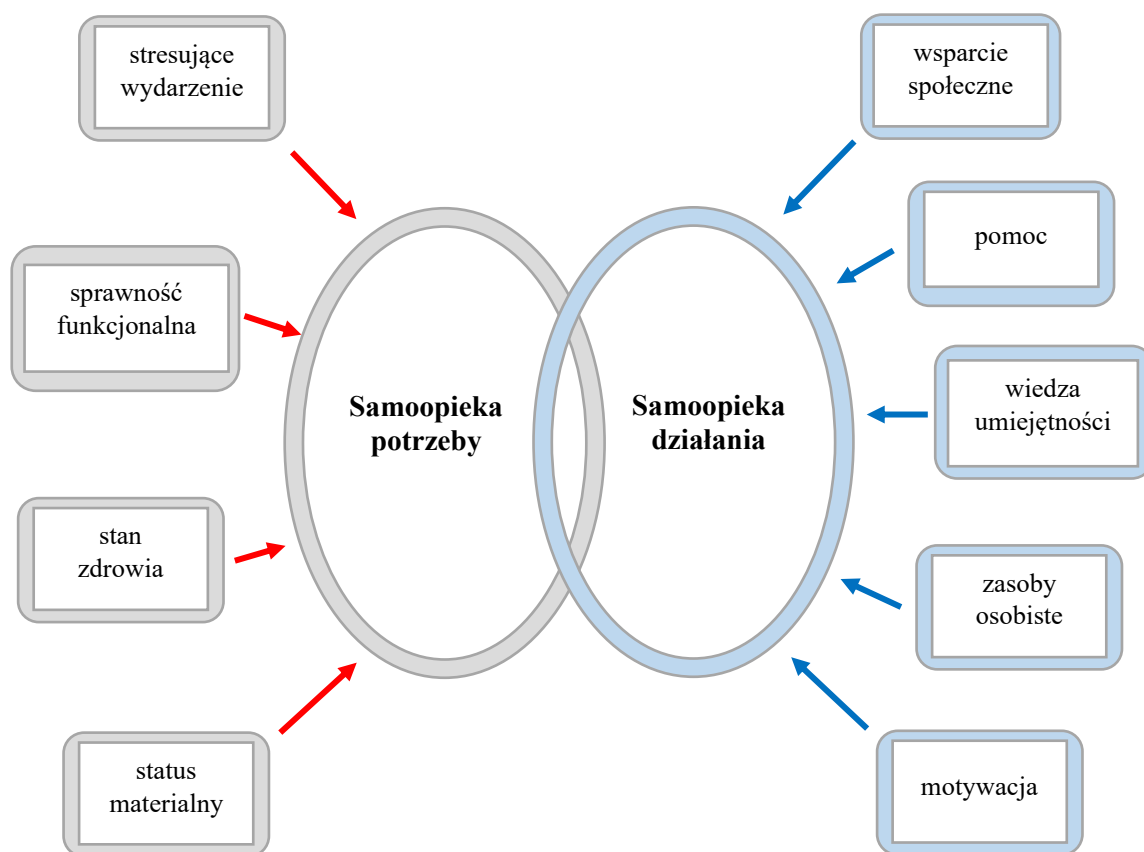 stresujące
wydarzenie
sprawność
funkcjonalna
stan
zdrowia
status
materialny
Samoopieka
potrzeby
Samoopieka
działania
wsparcie
społeczne
pomoc
wiedza
umiejętności
zasoby
osobiste
motywacja